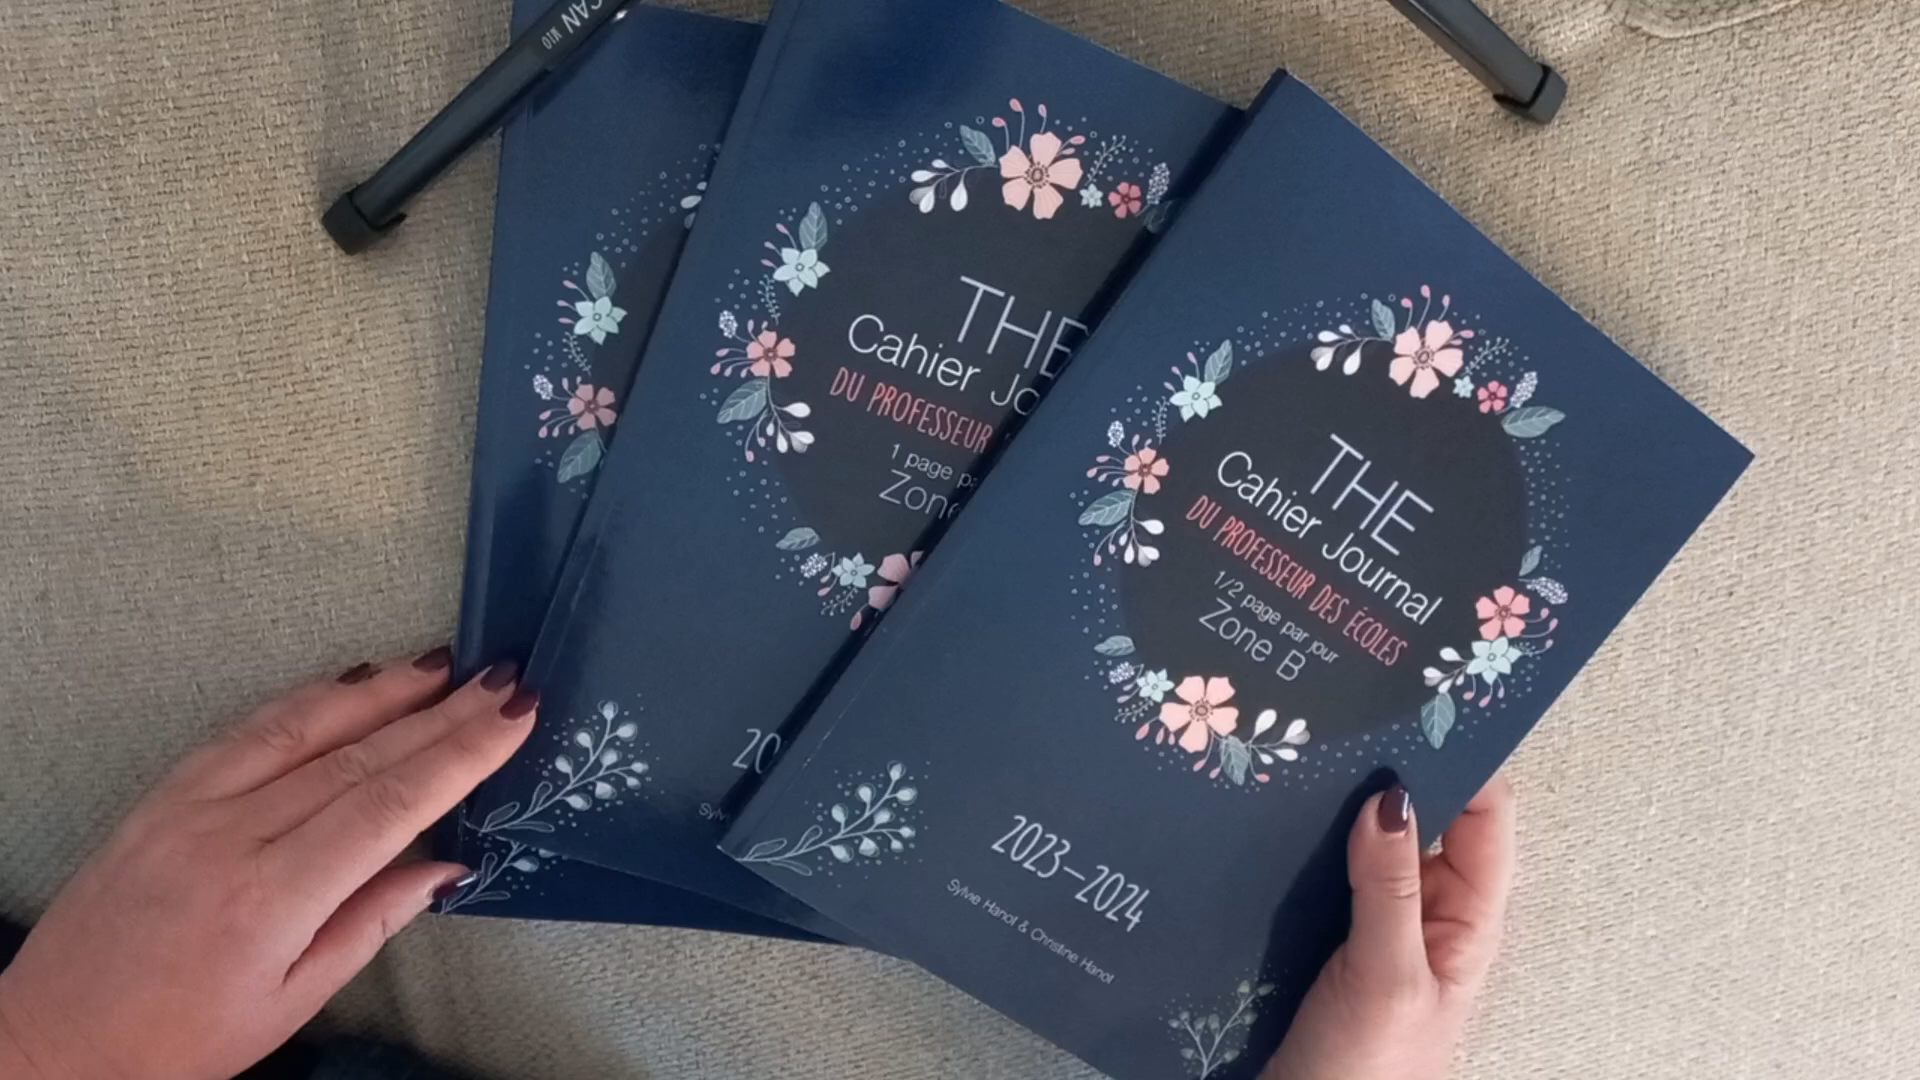 THE
Cahier Journal
DU PROFESSEUR DES ÉCOLES
1/2 page par jour
Zone B
2023-2024
Sylvie Hanot & Christine Hanot
THE
Cahier
DU PROFESSEUR
1 page
Zone
20